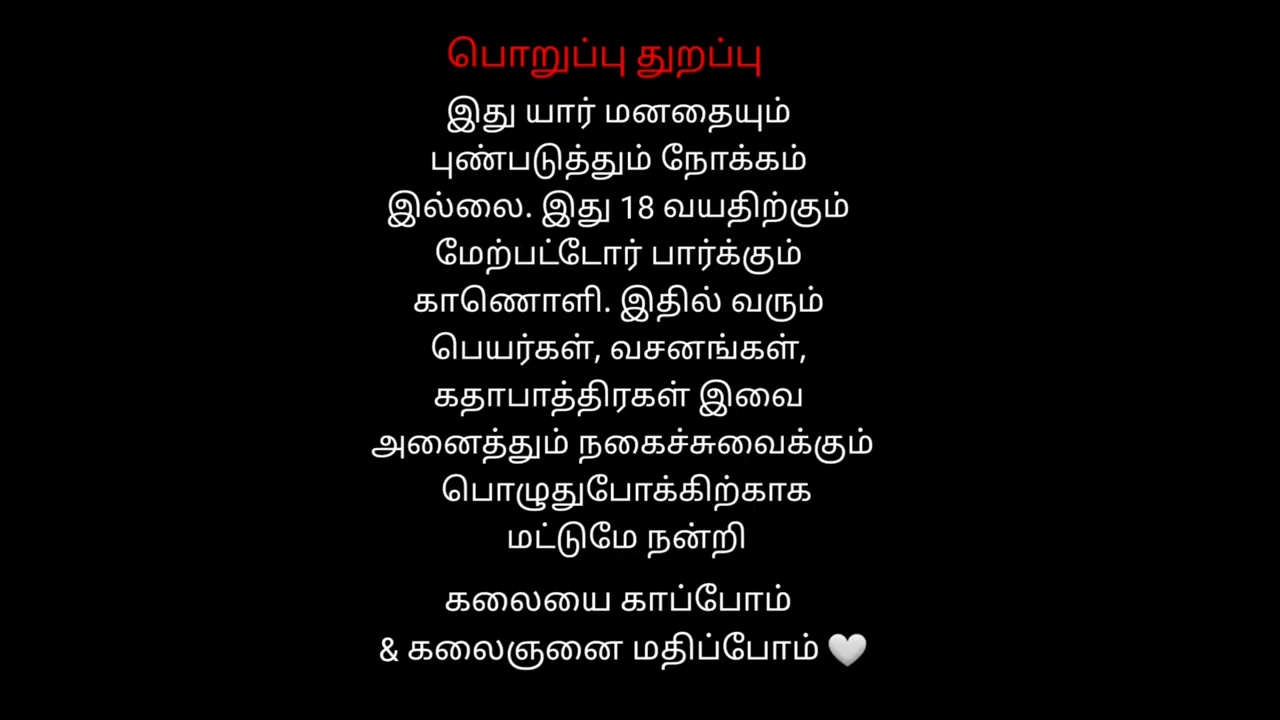 பொறுப்பு துறப்பு
இது யார் மனதையும்
புண்படுத்தும் நோக்கம்
இல்லை. இது 18 வயதிற்கும்
மேற்பட்டோர் பார்க்கும்
காணொளி. இதில் வரும்
பெயர்கள், வசனங்கள்,
கதாபாத்திரகள் இவை
அனைத்தும் நகைச்சுவைக்கும்
பொழுதுபோக்கிற்காக
மட்டுமே நன்றி
கலையை காப்போம்
& கலைஞனை மதிப்போம் 🤍